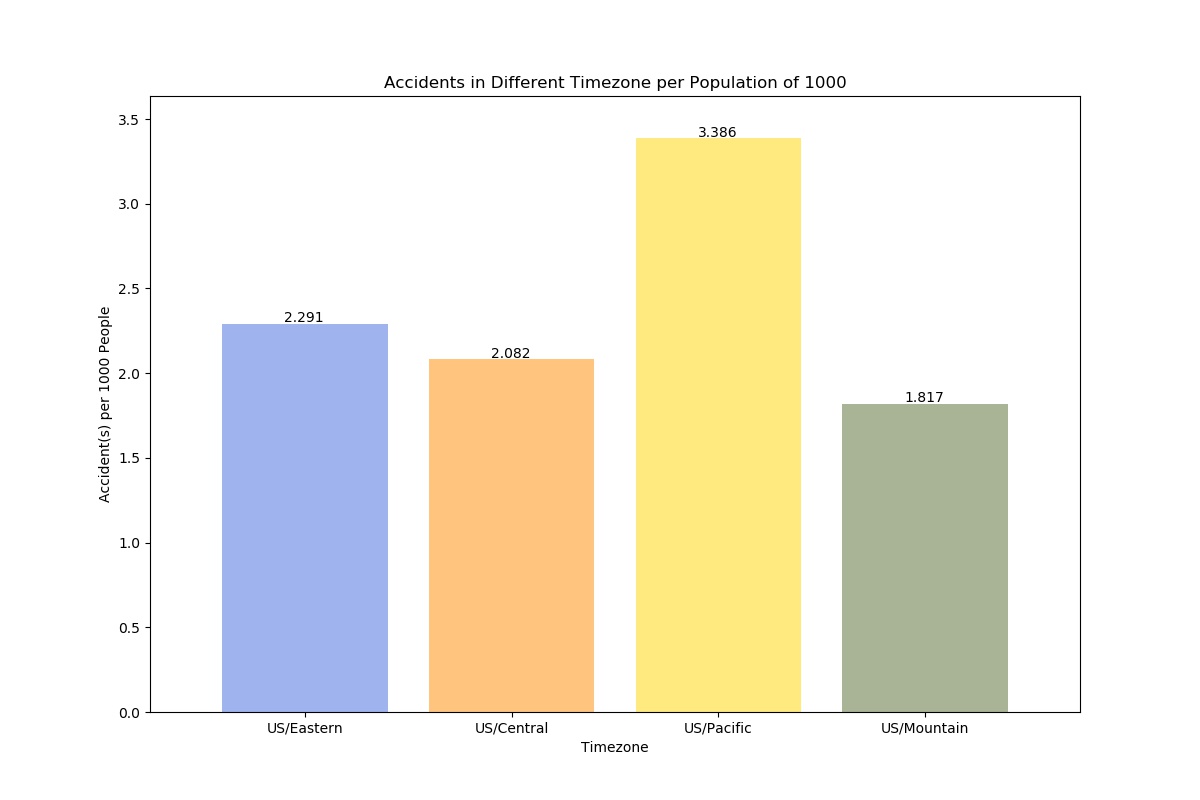 Accidents in Different Timezone per Population of 1000
Accident(s) per 1000 People
3.5
3.0
2.5
2.0
1.5
1.0
0.5
0.0
2.291
2.082
3.386
1.817
US/Eastern
US/Central
US/Pacific
US/Mountain
Timezone